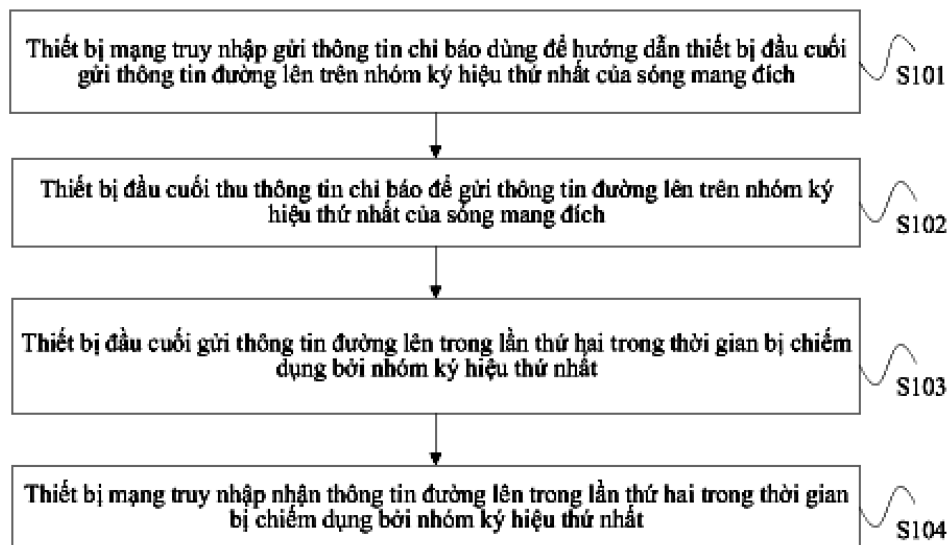 Thiết bị mạng truy nhập gửi thông tin chỉ báo dùng để hướng dẫn thiết bị đầu cuối
gửi thông tin đường lên trên nhóm ký hiệu thứ nhất của sóng mang đích
S101
Thiết bị đầu cuối thu thông tin chỉ báo để gửi thông tin đường lên trên nhóm ký
hiệu thứ nhất của sóng mang đích
S102
Thiết bị đầu cuối gửi thông tin đường lên trong lần thứ hai trong thời gian bị chiếm
dụng bởi nhóm ký hiệu thứ nhất
S103
Thiết bị mạng truy nhập nhận thông tin đường lên trong lần thứ hai trong thời gian
bị chiếm dụng bởi nhóm ký hiệu thứ nhất
S104